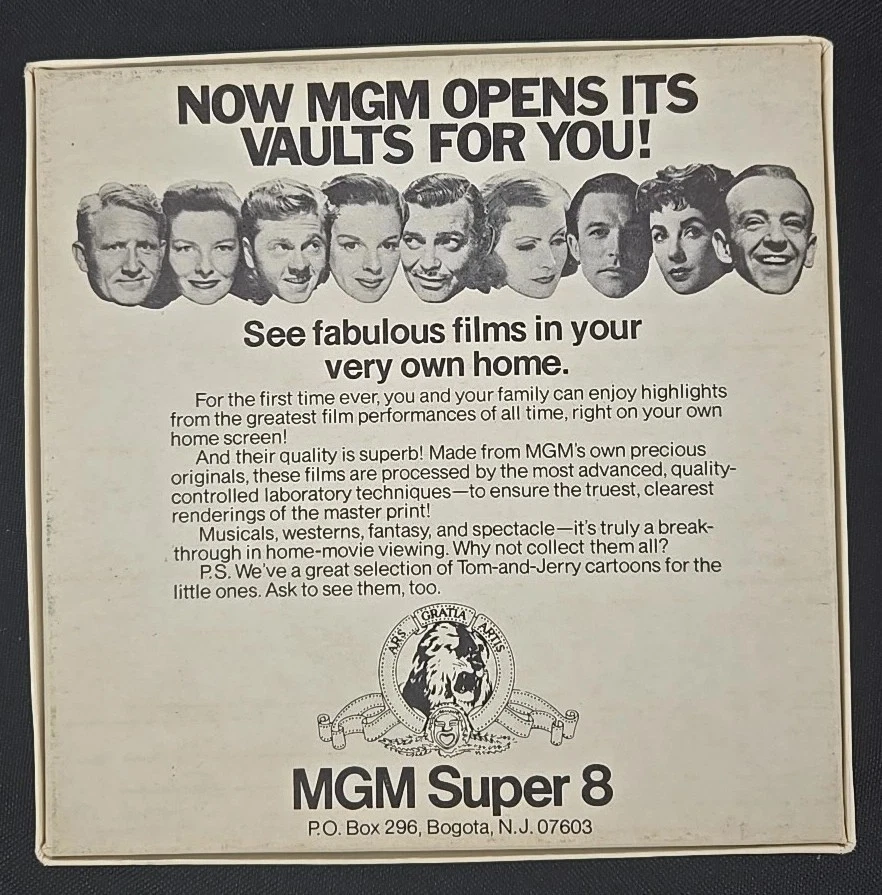 NOW MGM OPENS ITS
VAULTS FOR YOU!
See fabulous films in your
very own home.
For the first time ever, you and your family can enjoy highlights
from the greatest film performances of all time, right on your own
home screen!
And their quality is superb! Made from MGM's own precious
originals, these films are processed by the most advanced, quality-
controlled laboratory techniques—to ensure the truest, clearest
renderings of the master print!
Musicals, westerns, fantasy, and spectacle—it's truly a break-
through in home-movie viewing. Why not collect them all?
P.S. We've a great selection of Tom-and-Jerry cartoons for the
little ones. Ask to see them, too.
ARS GRATIA ARTIS
MGM Super 8
P.O. Box 296, Bogota, N.J. 07603